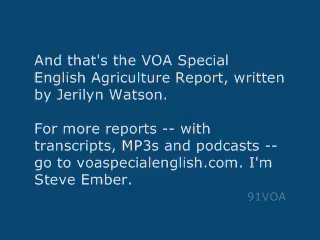 And that's the VOA Special
English Agriculture Report, written
by Jerilyn Watson.
For more reports -- with
transcripts, MP3s and podcasts --
go to voaspecialenglish.com. I'm
Steve Ember.
91VOA